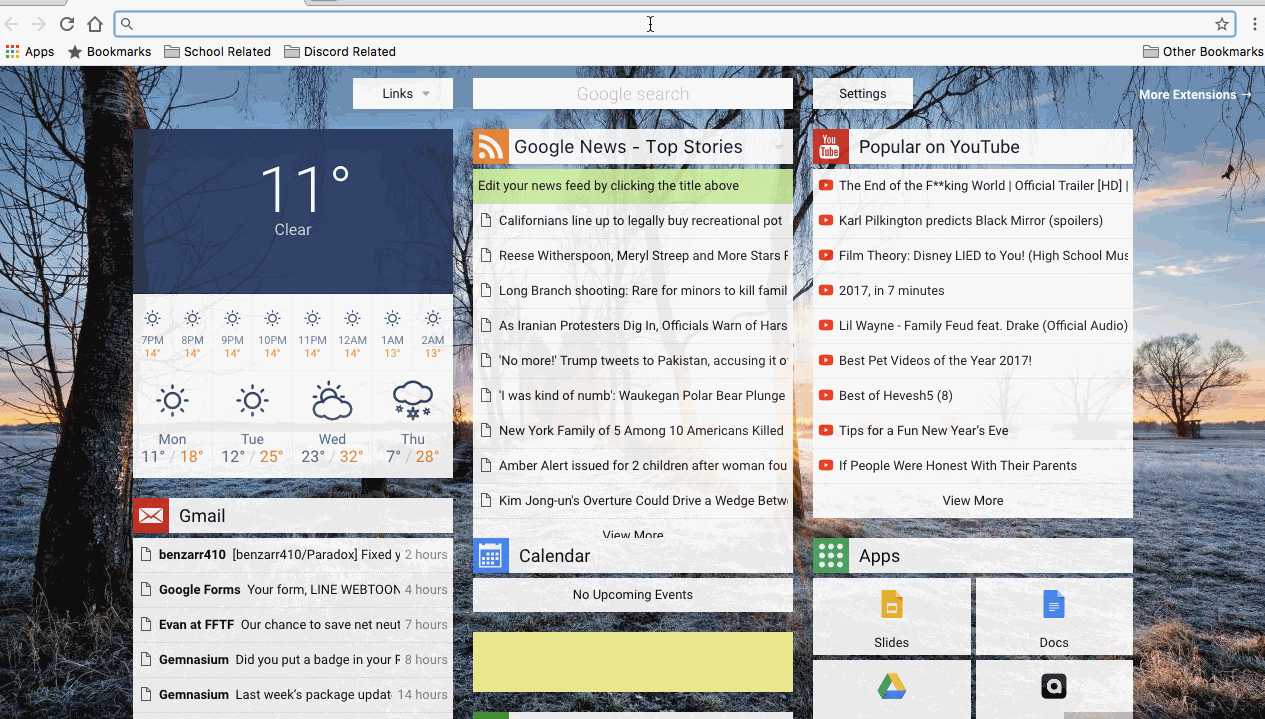 Apps Bookmarks School Related Discord Related Other Bookmarks
Links Google search Settings More Extensions →
11°
Clear
7PM 8PM 9PM 10PM 11PM 12AM 1AM 2AM
14° 14° 14° 14° 14° 14° 13° 13°
Mon Tue Wed Thu
11° / 18° 12° / 25° 23° / 32° 7° / 28°
Gmail
benzarr410 [benzarr410/Paradox] Fixed y 2 hours
Google Forms Your form, LINE WEBTOON 4 hours
Evan at FFTF Our chance to save net neut 7 hours
Gemnasium Did you put a badge in your R 8 hours
Gemnasium Last week's package updat 14 hours
Google News - Top Stories
Edit your news feed by clicking the title above
Californians line up to legally buy recreational pot
Reese Witherspoon, Meryl Streep and More Stars F
Long Branch shooting: Rare for minors to kill famil
As Iranian Protesters Dig In, Officials Warn of Hars
'No more!' Trump tweets to Pakistan, accusing it o
'I was kind of numb': Waukegan Polar Bear Plunge
New York Family of 5 Among 10 Americans Killed
Amber Alert issued for 2 children after woman fou
Kim Jong-un's Overture Could Drive a Wedge Betw
View More
Calendar
No Upcoming Events
You
Tube
Popular on YouTube
The End of the F**king World | Official Trailer [HD] |
Karl Pilkington predicts Black Mirror (spoilers)
Film Theory: Disney LIED to You! (High School Mus
2017, in 7 minutes
Lil Wayne - Family Feud feat. Drake (Official Audio)
Best Pet Videos of the Year 2017!
Best of Hevesh5 (8)
Tips for a Fun New Year's Eve
If People Were Honest With Their Parents
View More
Apps
Slides Docs